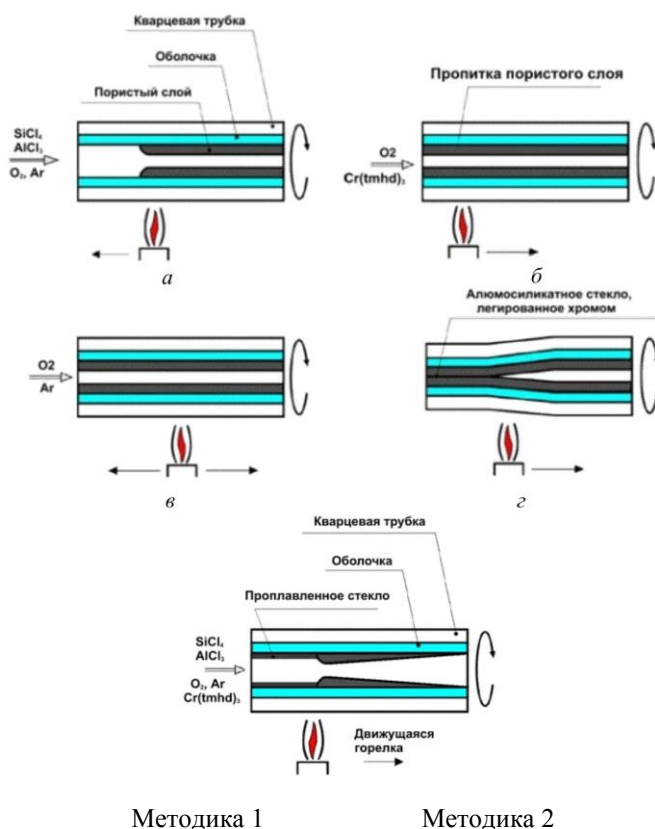 Кварцевая трубка
Оболочка
Пористый слой
SiCl₄
AlCl₃
O₂, Ar
а
Пропитка пористого слоя
O2
Cr(tmhd)₃
б
O2
Ar
в
Алюмосиликатное стекло,
легированное хромом
г
Кварцевая трубка
Оболочка
Проплавленное стекло
SiCl₄
AlCl₃
O₂, Ar
Cr(tmhd)₃
Движущаяся
горелка
Методика 1 Методика 2